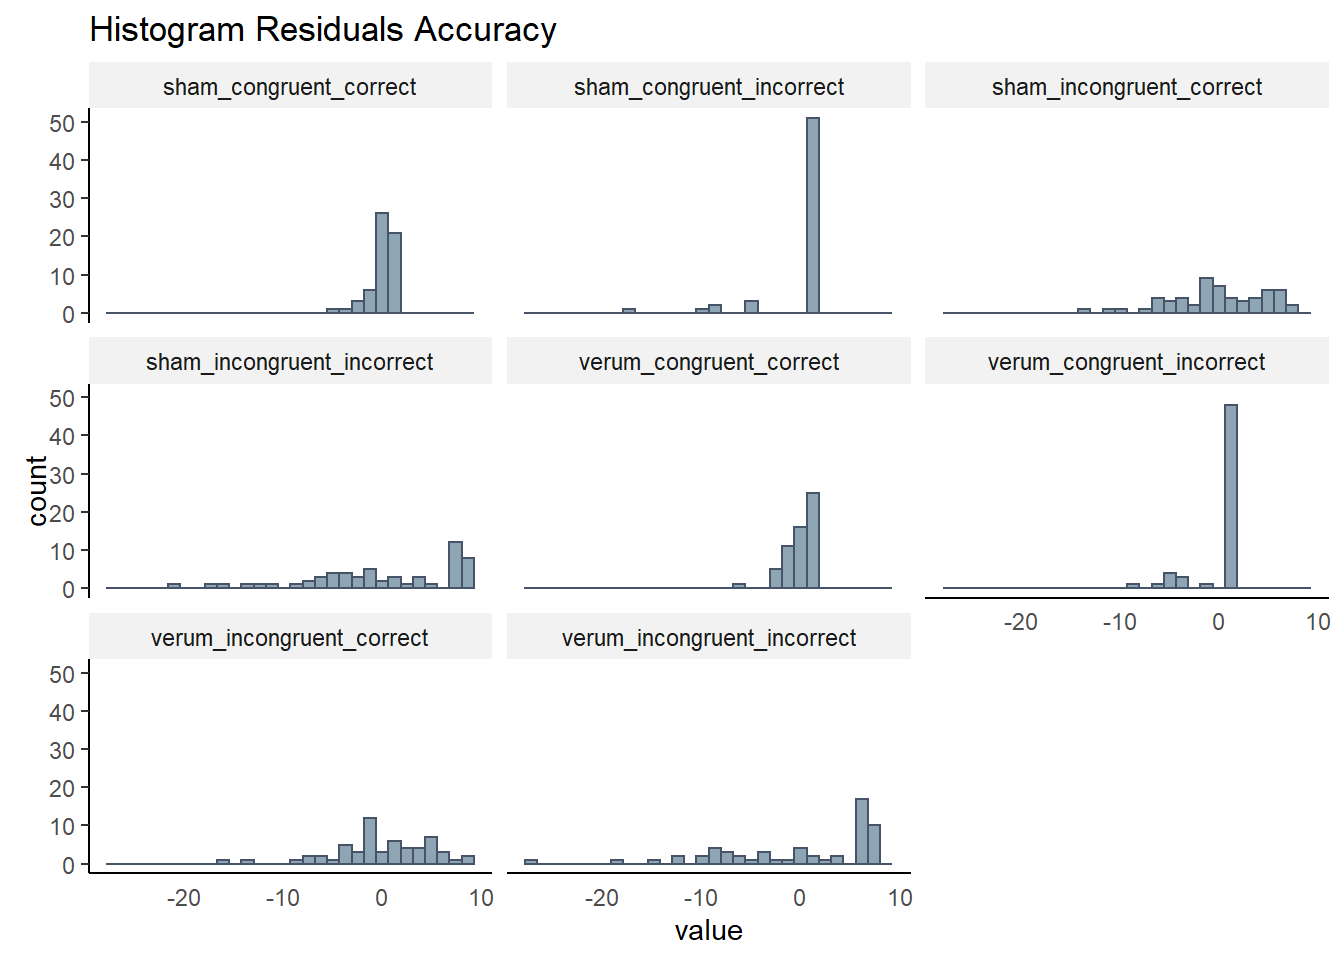 Histogram Residuals Accuracy
sham_congruent_correct sham_congruent_incorrect sham_incongruent_correct
50
40
30
20
10
0
sham_incongruent_incorrect verum_congruent_correct verum_congruent_incorrect
50
40
30
20
10
0
count
-20 -10 0 10
verum_incongruent_correct verum_incongruent_incorrect
50
40
30
20
10
0
-20 -10 0 10 -20 -10 0 10
value